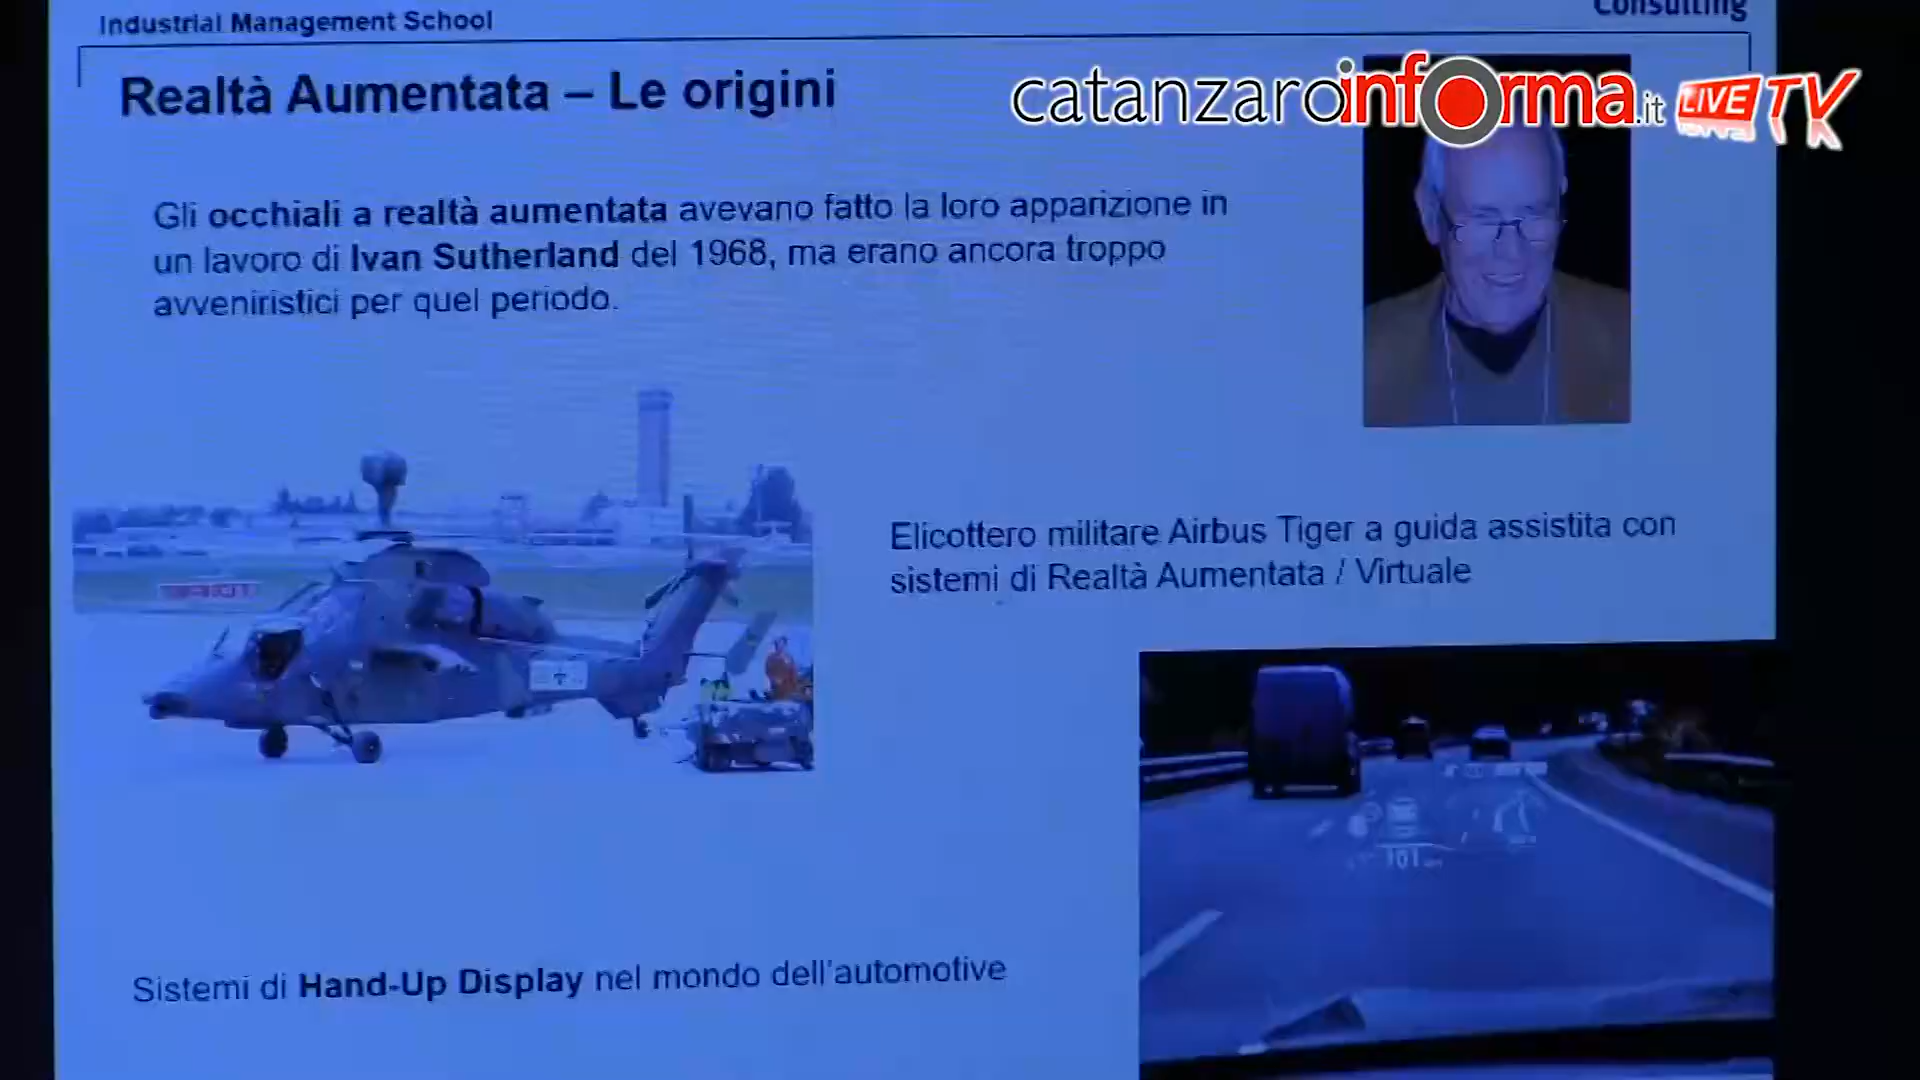 Industrial Management School
Consulting
Realtà Aumentata – Le origini
catanzaroinforma.it LIVE TV
Gli occhiali a realtà aumentata avevano fatto la loro apparizione in
un lavoro di Ivan Sutherland del 1968, ma erano ancora troppo
avveniristici per quel periodo.
Elicottero militare Airbus Tiger a guida assistita con
sistemi di Realtà Aumentata / Virtuale
101
Sistemi di Hand-Up Display nel mondo dell'automotive